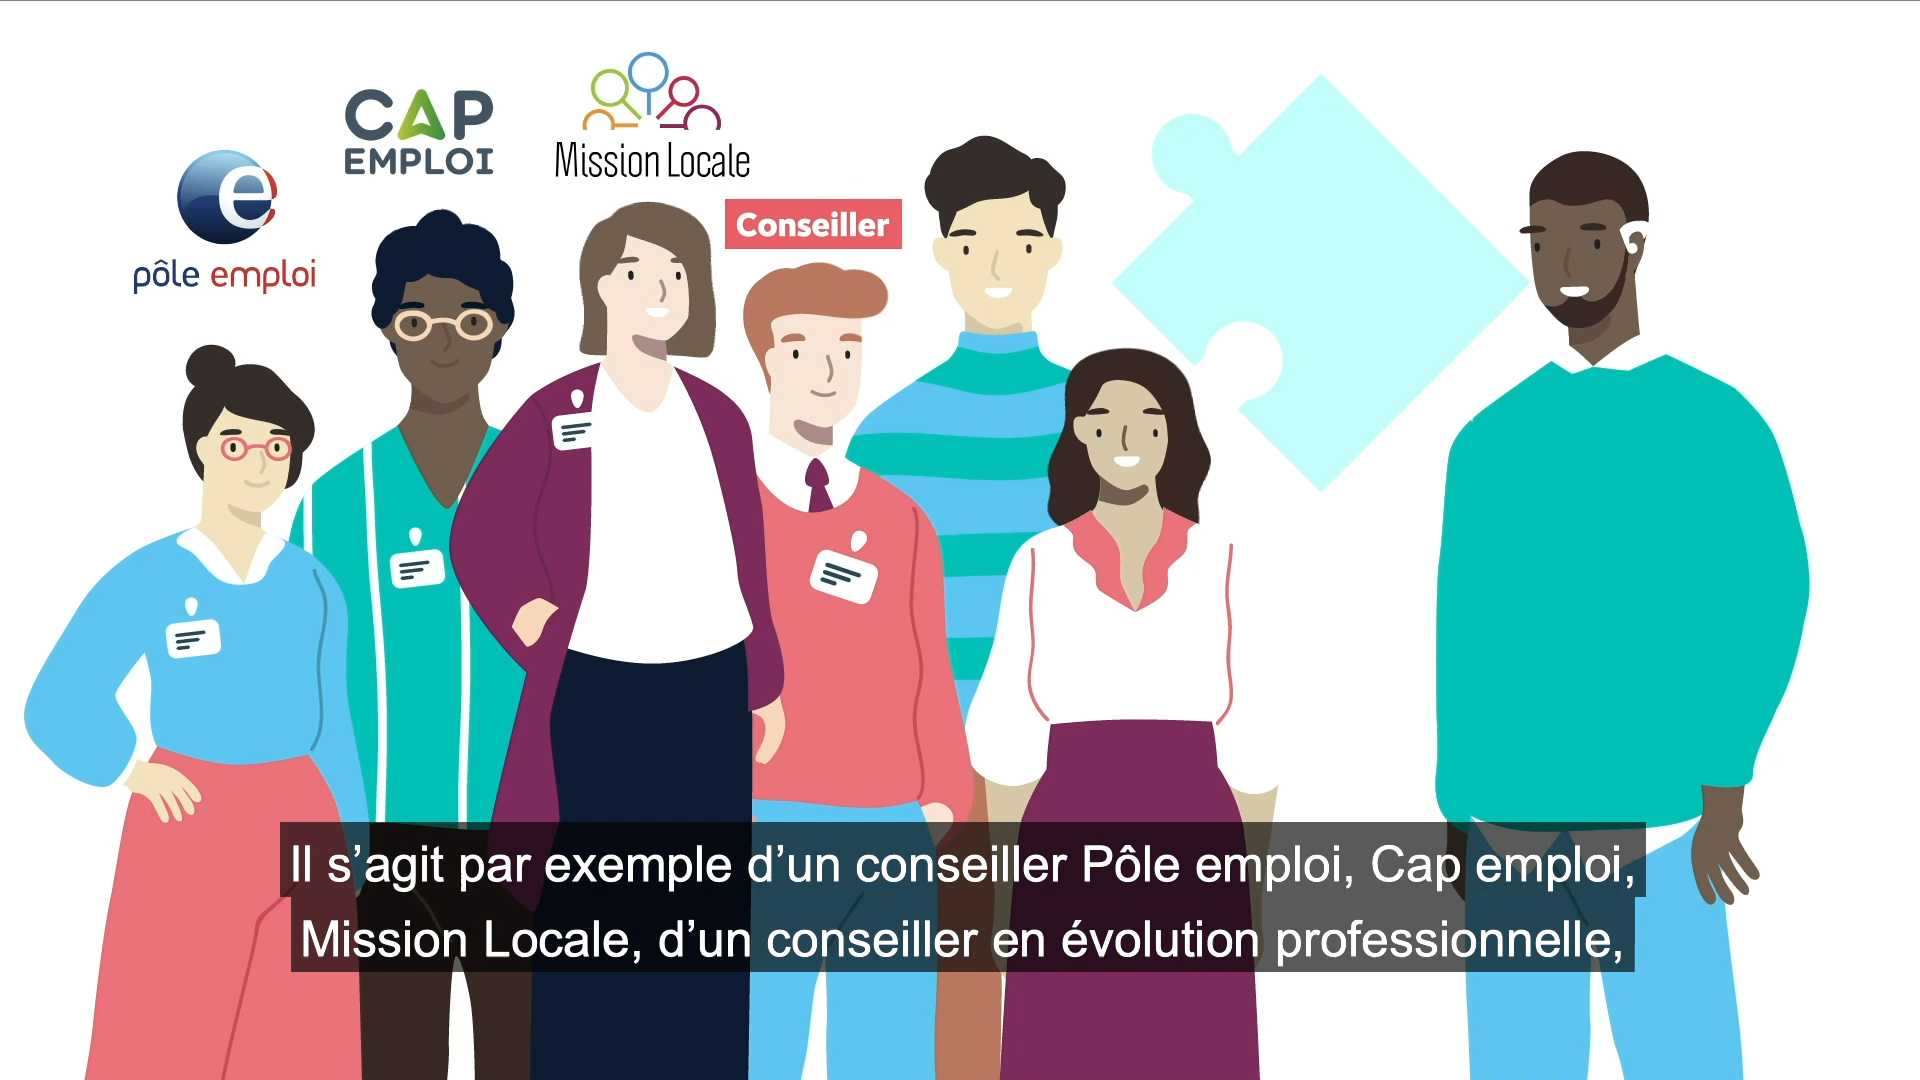 CAP
EMPLOI
Mission Locale
pôle emploi
Conseiller
Il s’agit par exemple d’un conseiller Pôle emploi, Cap emploi,
Mission Locale, d’un conseiller en évolution professionnelle,